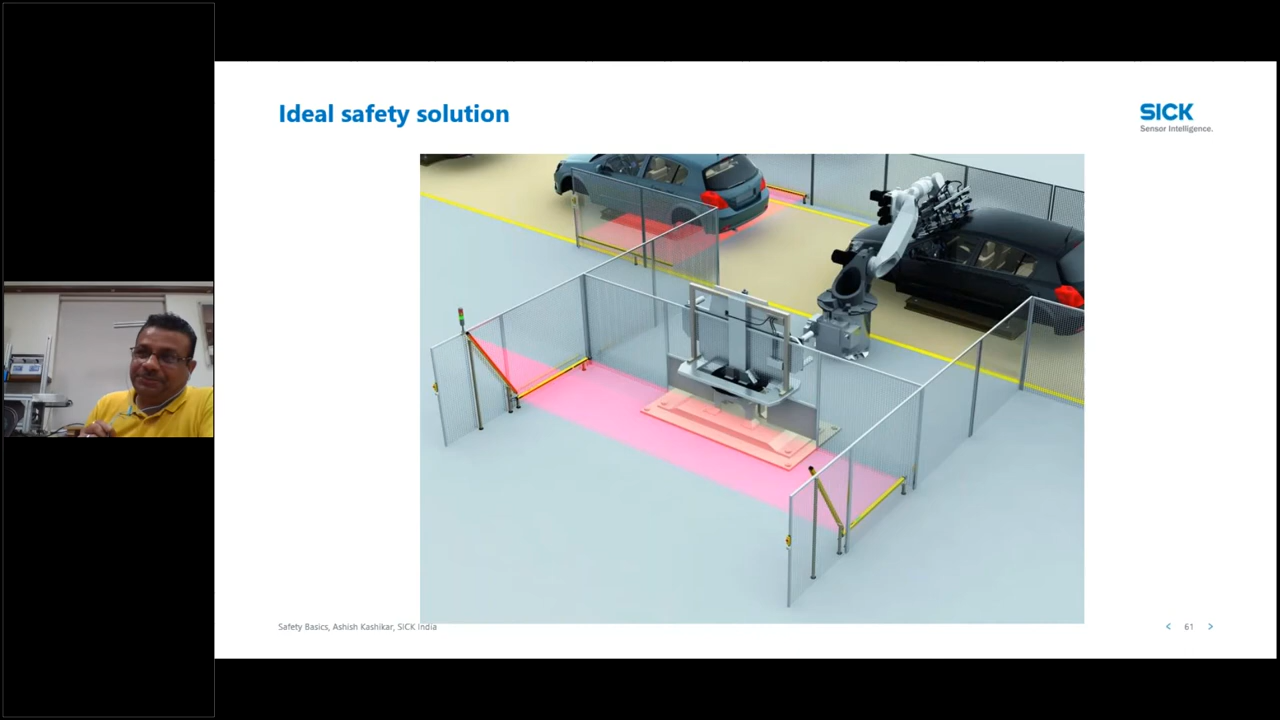 Ideal safety solution
SICK
Sensor Intelligence.
Safety Basics, Ashish Kashikar, SICK India
< 61 >